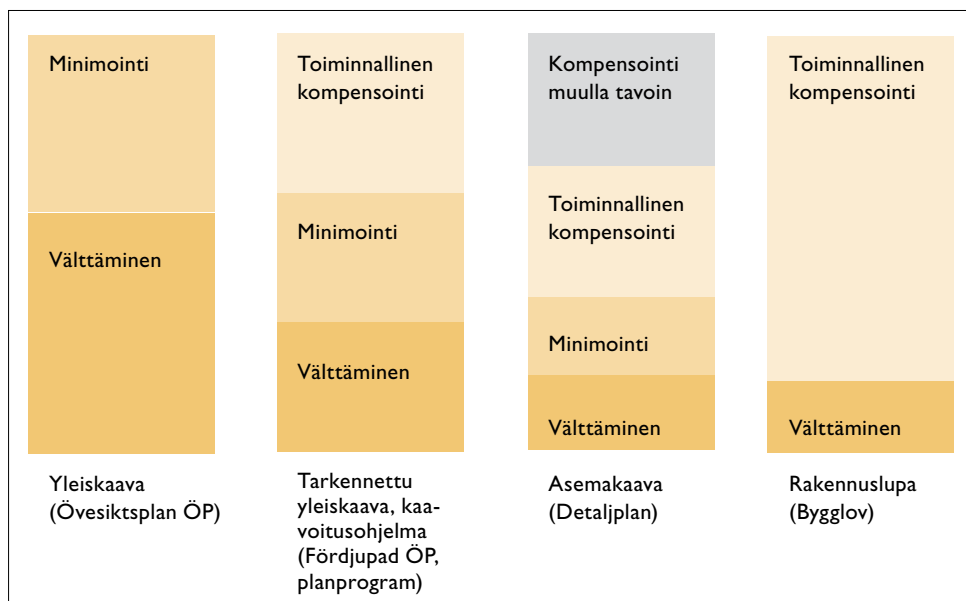 Minimointi
Välttäminen
Yleiskaava
(Övesiktsplan ÖP)
Toiminnallinen
kompensointi
Minimointi
Välttäminen
Tarkennettu
yleiskaava, kaa-
voitusohjelma
(Fördjupad ÖP,
planprogram)
Kompensointi
muulla tavoin
Toiminnallinen
kompensointi
Minimointi
Välttäminen
Asemakaava
(Detaljplan)
Toiminnallinen
kompensointi
Välttäminen
Rakennuslupa
(Bygglov)